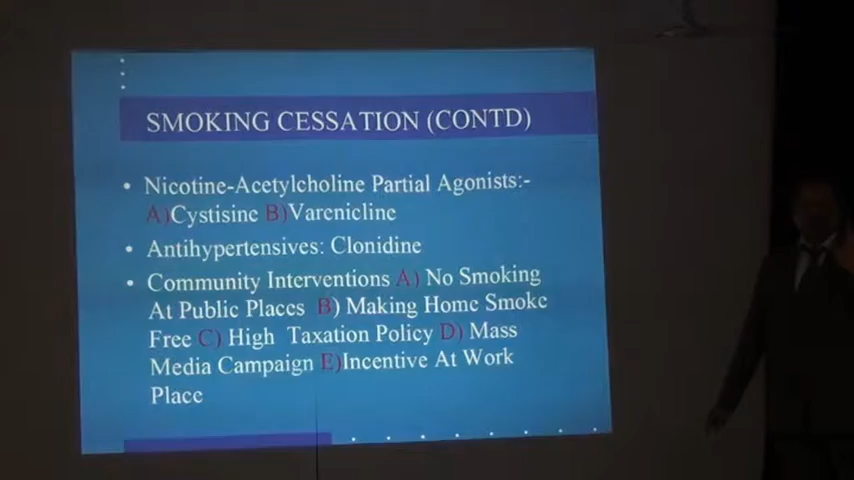 SMOKING CESSATION (CONTD)
• Nicotine-Acetylcholine Partial Agonists:-
A)Cystisine B)Varenicline
• Antihypertensives: Clonidine
• Community Interventions A) No Smoking
At Public Places B) Making Home Smoke
Free C) High Taxation Policy D) Mass
Media Campaign E)Incentive At Work
Place